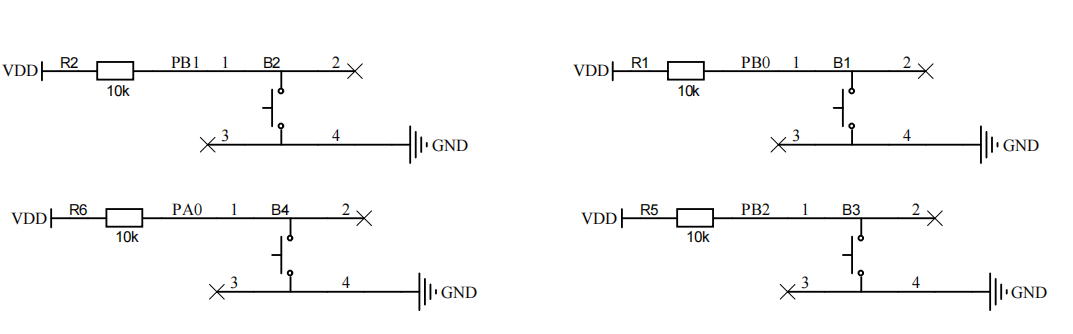 VDD R2 PB1 1 B2 2
10k
3 4 GND
VDD R1 PB0 1 B1 2
10k
3 4 GND
VDD R6 PA0 1 B4 2
10k
3 4 GND
VDD R5 PB2 1 B3 2
10k
3 4 GND